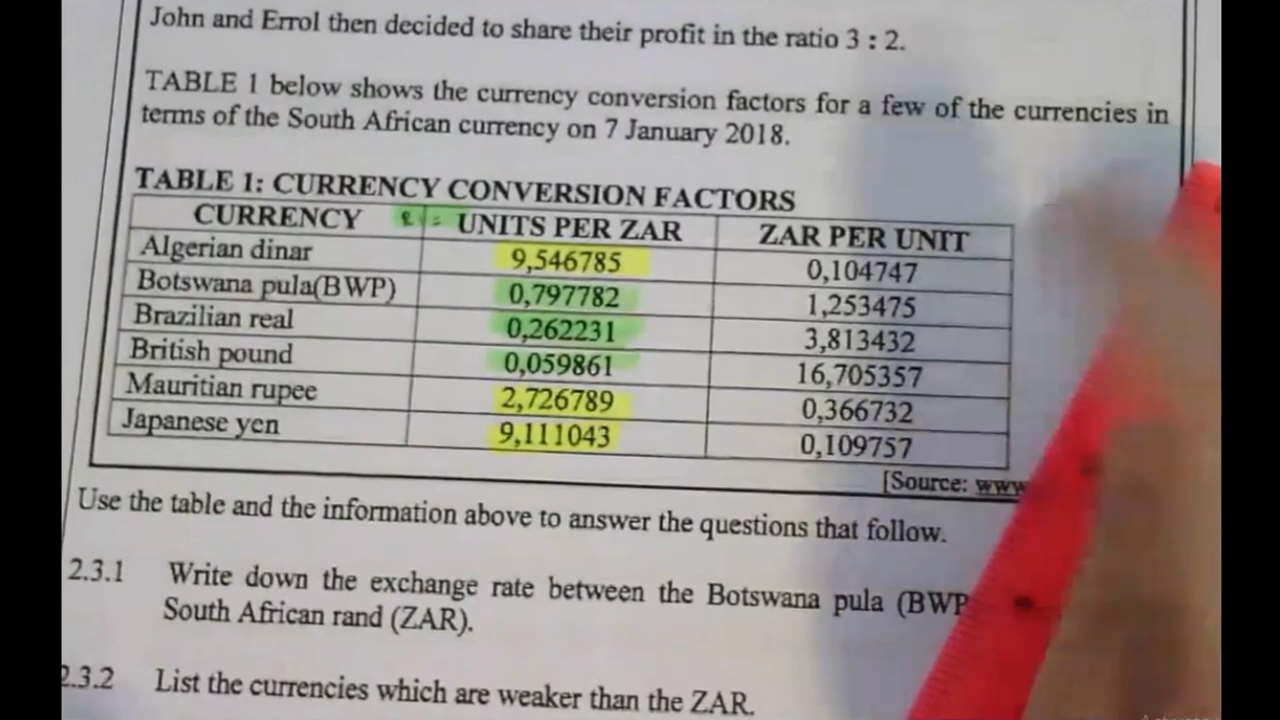 John and Errol then decided to share their profit in the ratio 3 : 2.
TABLE 1 below shows the currency conversion factors for a few of the currencies in
terms of the South African currency on 7 January 2018.
TABLE 1: CURRENCY CONVERSION FACTORS
CURRENCY UNITS PER ZAR ZAR PER UNIT
Algerian dinar 9,546785 0,104747
Botswana pula(BWP) 0,797782 1,253475
Brazilian real 0,262231 3,813432
British pound 0,059861 16,705357
Mauritian rupee 2,726789 0,366732
Japanese yen 9,111043 0,109757
[Source: www
Use the table and the information above to answer the questions that follow.
2.3.1 Write down the exchange rate between the Botswana pula (BWP
South African rand (ZAR).
2.3.2 List the currencies which are weaker than the ZAR.